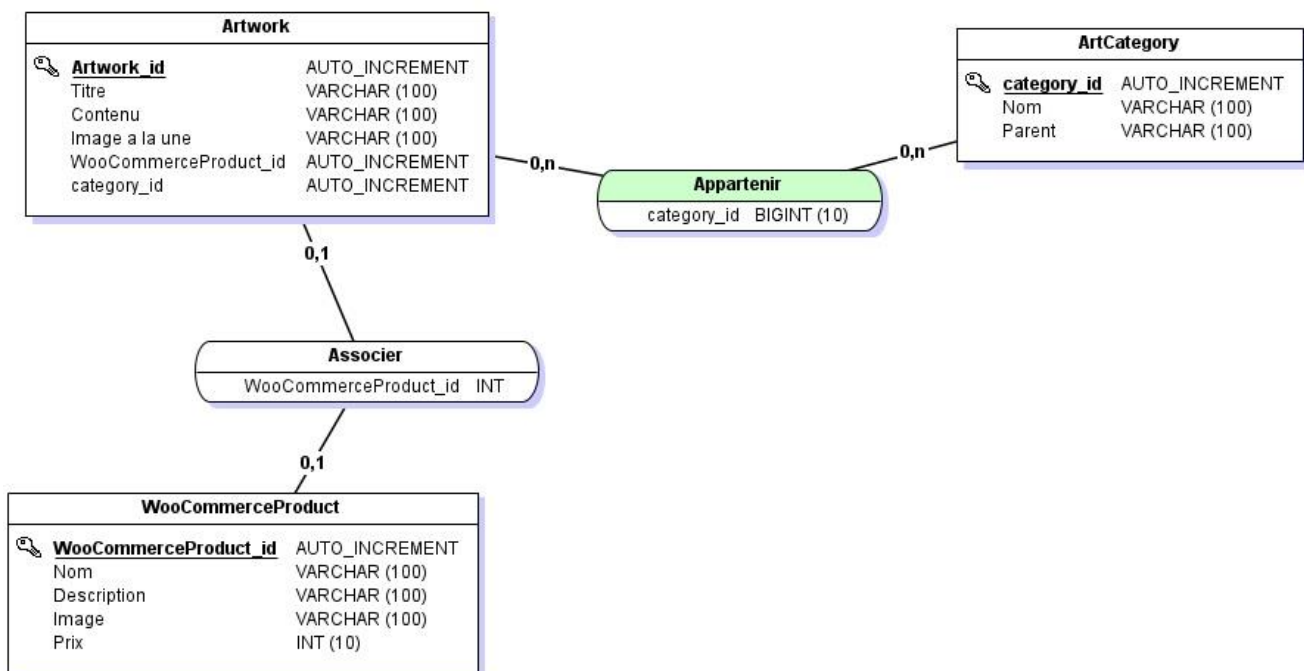 Artwork
Artwork_id AUTO_INCREMENT
Titre VARCHAR (100)
Contenu VARCHAR (100)
Image a la une VARCHAR (100)
WooCommerceProduct_id AUTO_INCREMENT
category_id AUTO_INCREMENT
ArtCategory
category_id AUTO_INCREMENT
Nom VARCHAR (100)
Parent VARCHAR (100)
0,n
0,n
Appartenir
category_id BIGINT (10)
0,1
Associer
WooCommerceProduct_id INT
0,1
WooCommerceProduct
WooCommerceProduct_id AUTO_INCREMENT
Nom VARCHAR (100)
Description VARCHAR (100)
Image VARCHAR (100)
Prix INT (10)